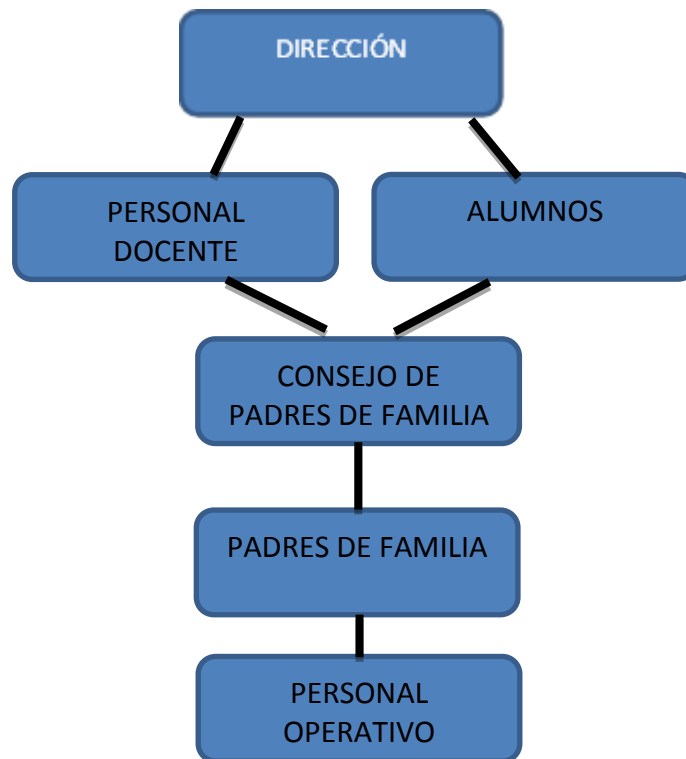 DIRECCIÓN
PERSONAL
DOCENTE
ALUMNOS
CONSEJO DE
PADRES DE FAMILIA
PADRES DE FAMILIA
PERSONAL
OPERATIVO